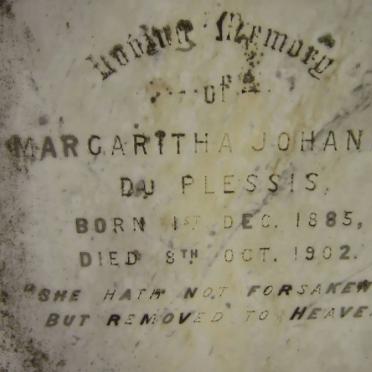 Loving Memory
of
MARGARITHA JOHAN
DU PLESSIS,
BORN 1ST DEC. 1885,
DIED 8TH OCT. 1902.
"SHE HATH NOT FORSAKEN
BUT REMOVED TO HEAVE